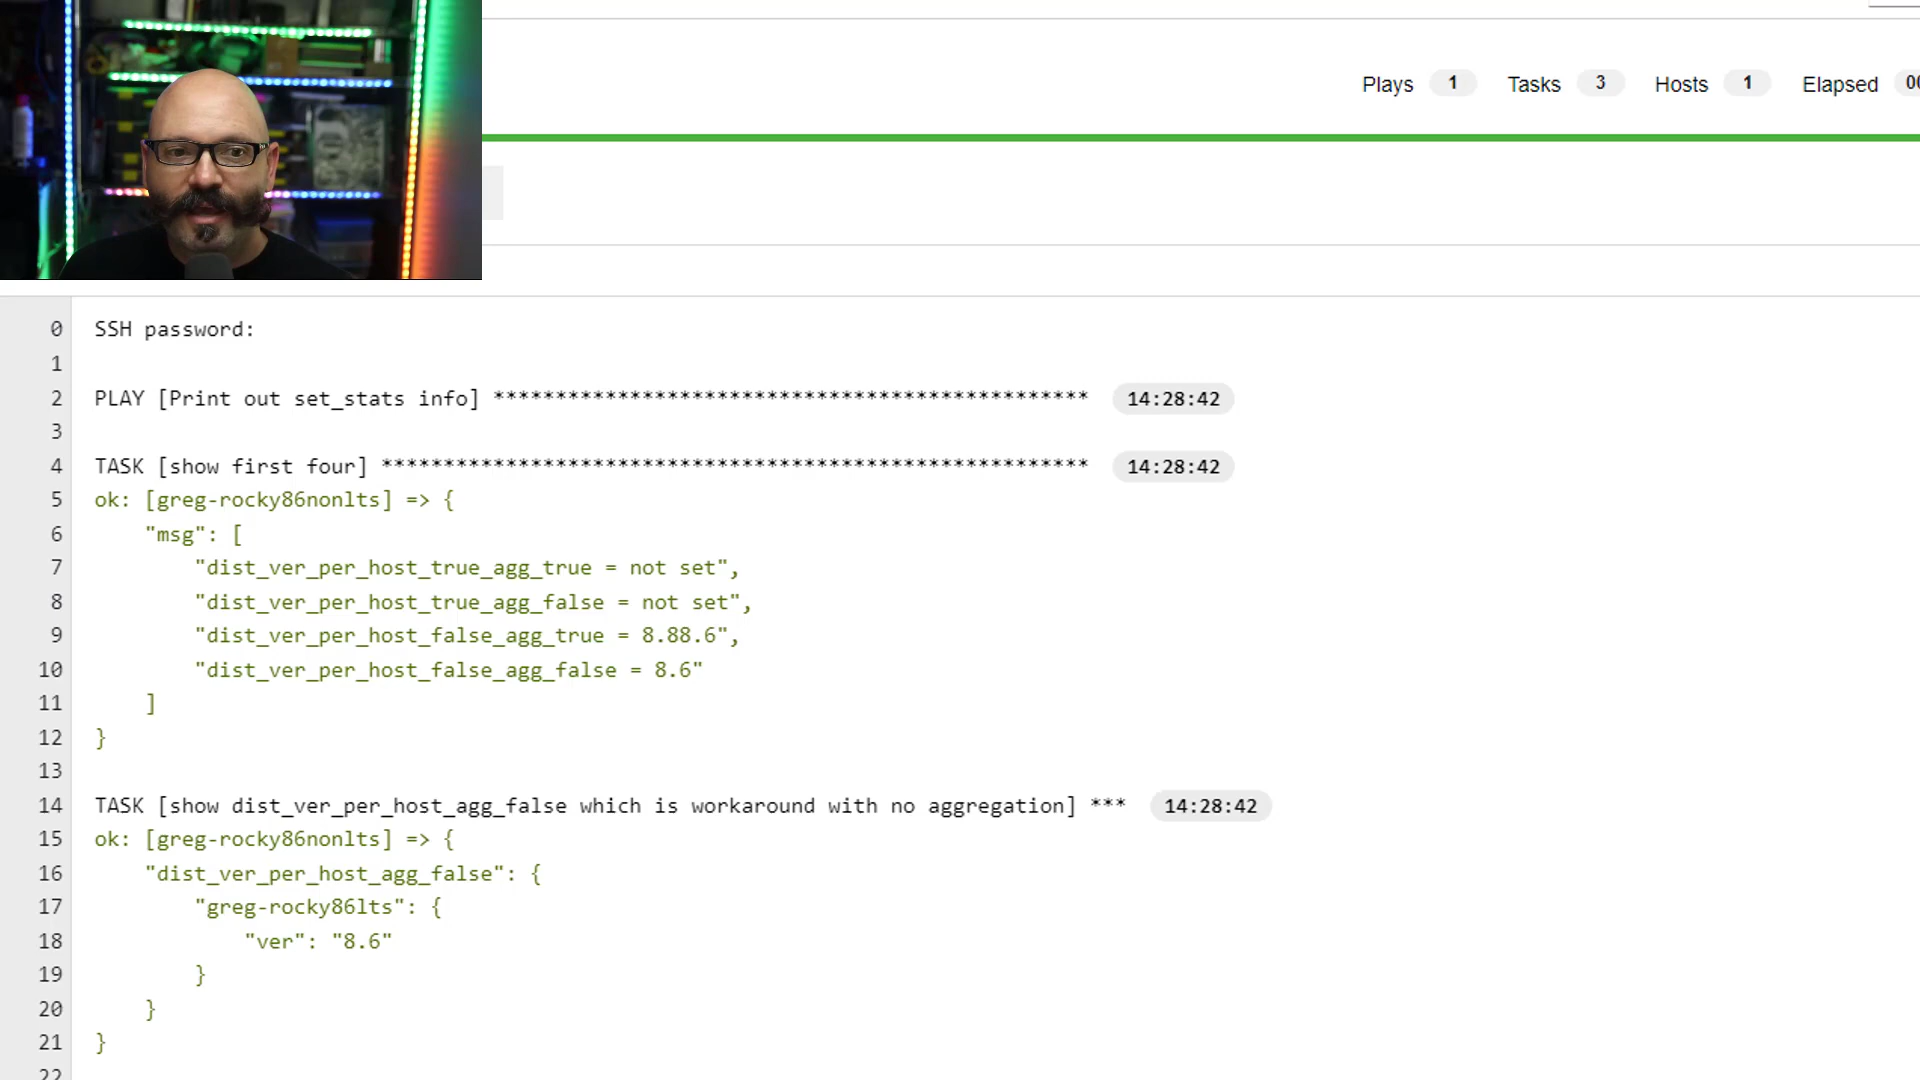 Plays 1 Tasks 3 Hosts 1 Elapsed
0 SSH password:
1
2 PLAY [Print out set_stats info] ************************************************ 14:28:42
3
4 TASK [show first four] ********************************************************* 14:28:42
5 ok: [greg-rocky86nonlts] => {
6 "msg": [
7 "dist_ver_per_host_true_agg_true = not set",
8 "dist_ver_per_host_true_agg_false = not set",
9 "dist_ver_per_host_false_agg_true = 8.88.6",
10 "dist_ver_per_host_false_agg_false = 8.6"
11 ]
12 }
13
14 TASK [show dist_ver_per_host_agg_false which is workaround with no aggregation] *** 14:28:42
15 ok: [greg-rocky86nonlts] => {
16 "dist_ver_per_host_agg_false": {
17 "greg-rocky86lts": {
18 "ver": "8.6"
19 }
20 }
21 }
22